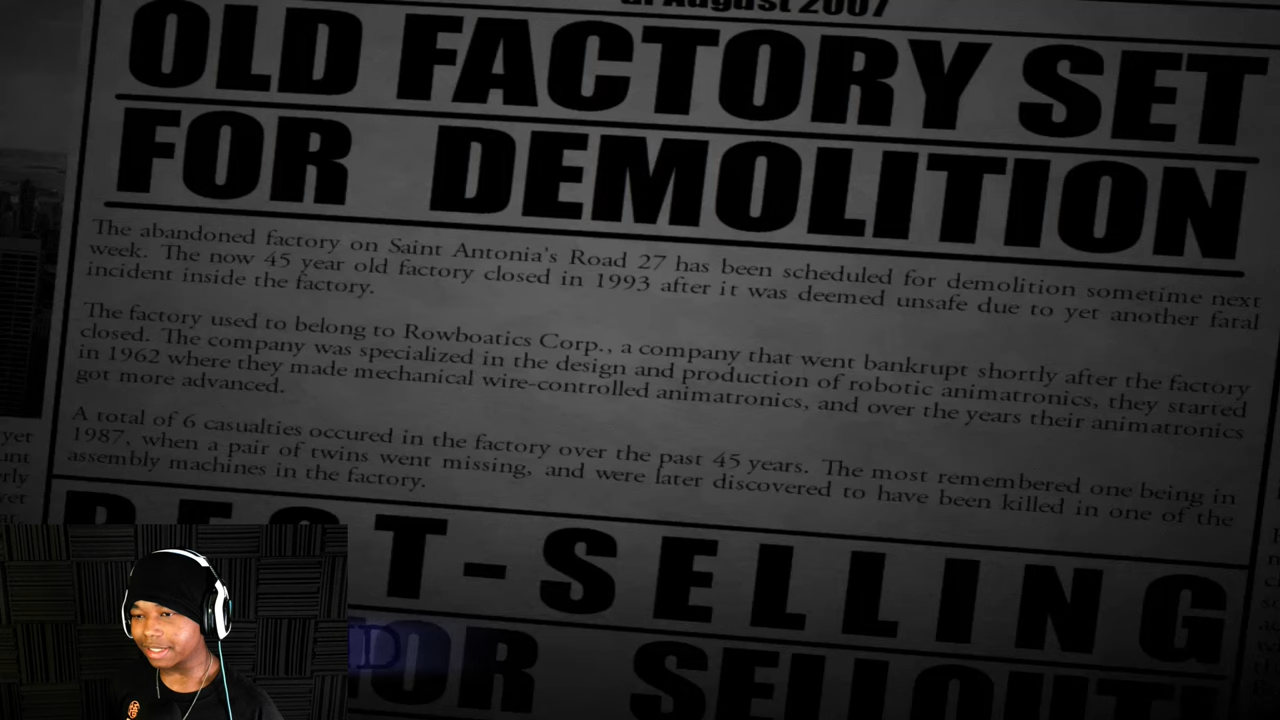 August 2007
OLD FACTORY SET
FOR DEMOLITION
The abandoned factory on Saint Antonia's Road 27 has been scheduled for demolition sometime next
week. The now 45 year old factory closed in 1993 after it was deemed unsafe due to yet another fatal
incident inside the factory.
The factory used to belong to Rowboatics Corp., a company that went bankrupt shortly after the factory
closed. The company was specialized in the design and production of robotic animatronics, they started
in 1962 where they made mechanical wire-controlled animatronics, and over the years their animatronics
got more advanced.
A total of 6 casualties occured in the factory over the past 45 years. The most remembered one being in
1987, when a pair of twins went missing, and were later discovered to have been killed in one of the
assembly machines in the factory.
yet
T-SELLING
OR SELLOUT!